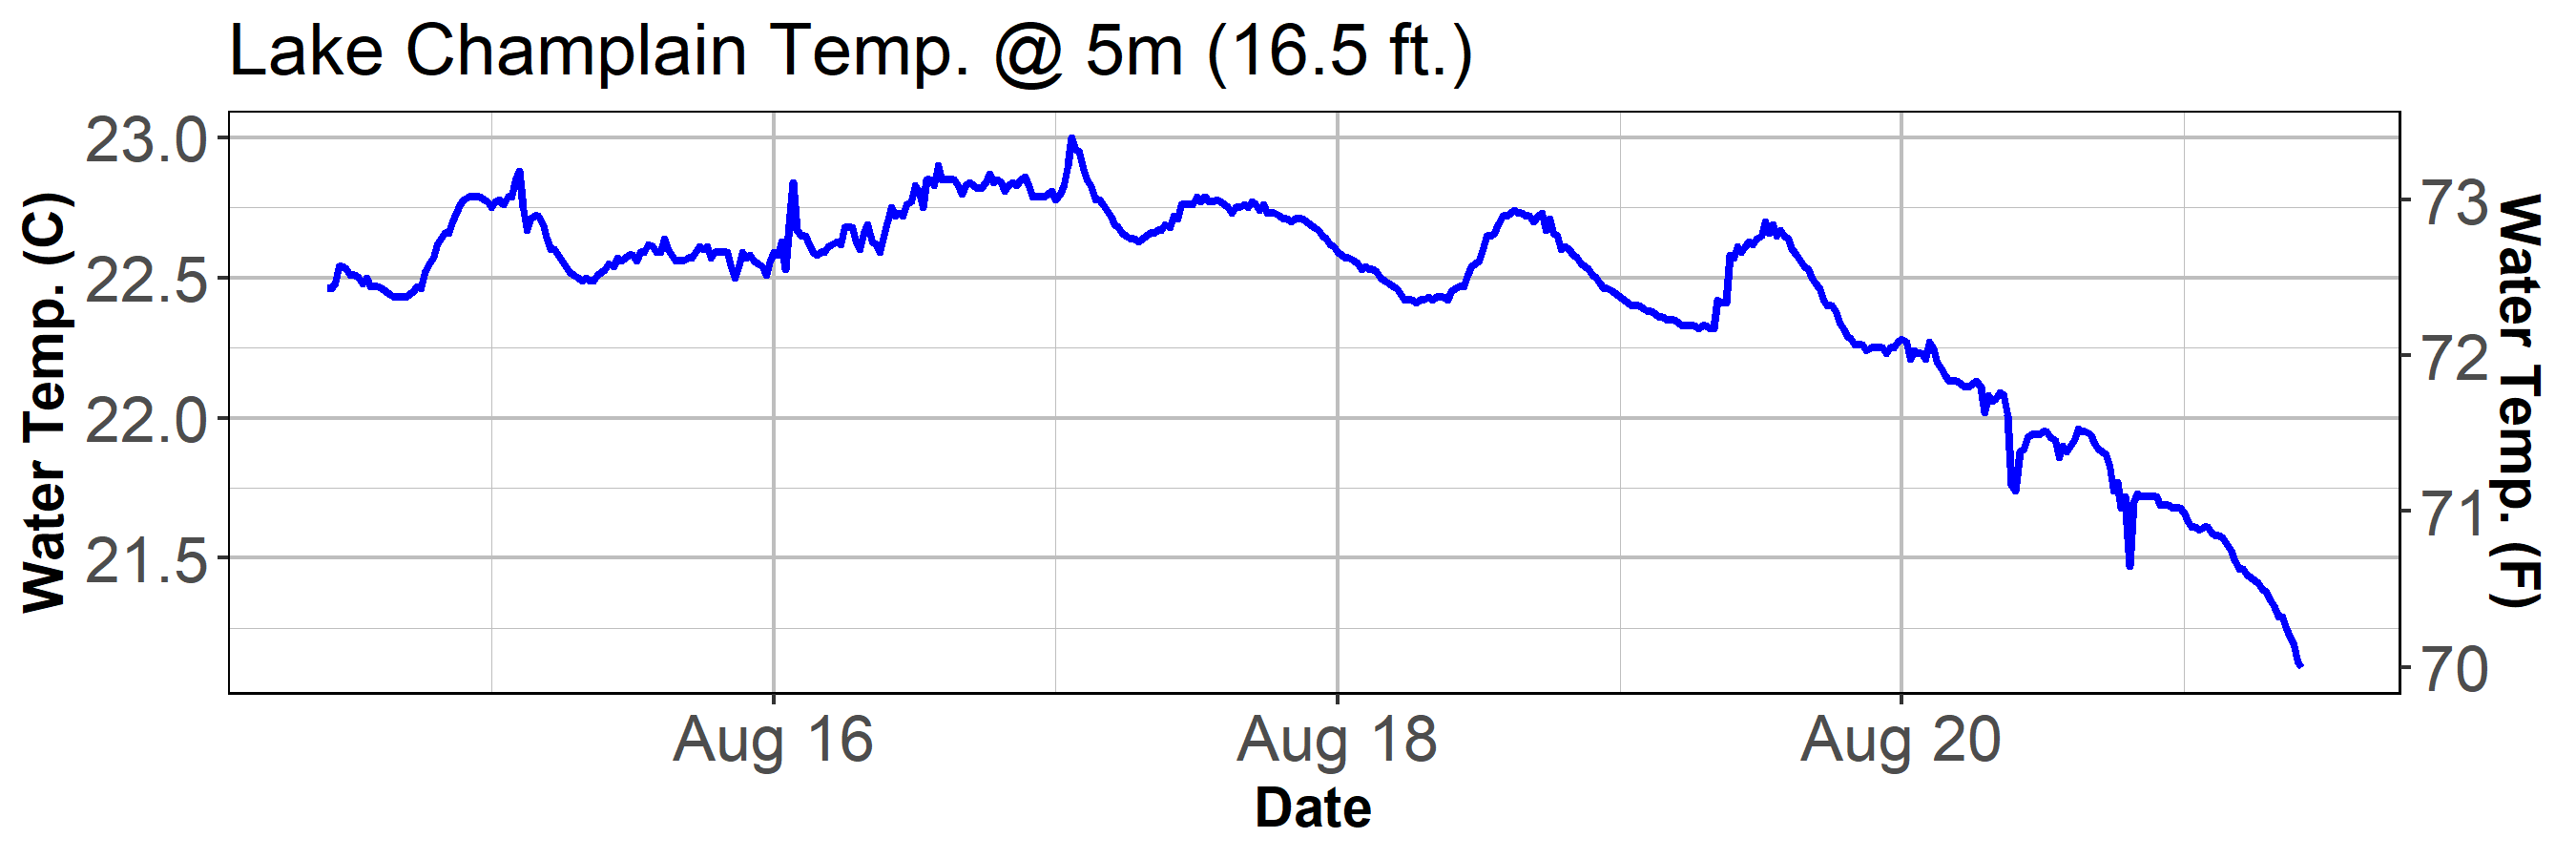 Lake Champlain Temp. @ 5m (16.5 ft.)
Water Temp. (C)
23.0
22.5
22.0
21.5
73
72
71
70
Water Temp. (F)
Aug 16
Aug 18
Aug 20
Date